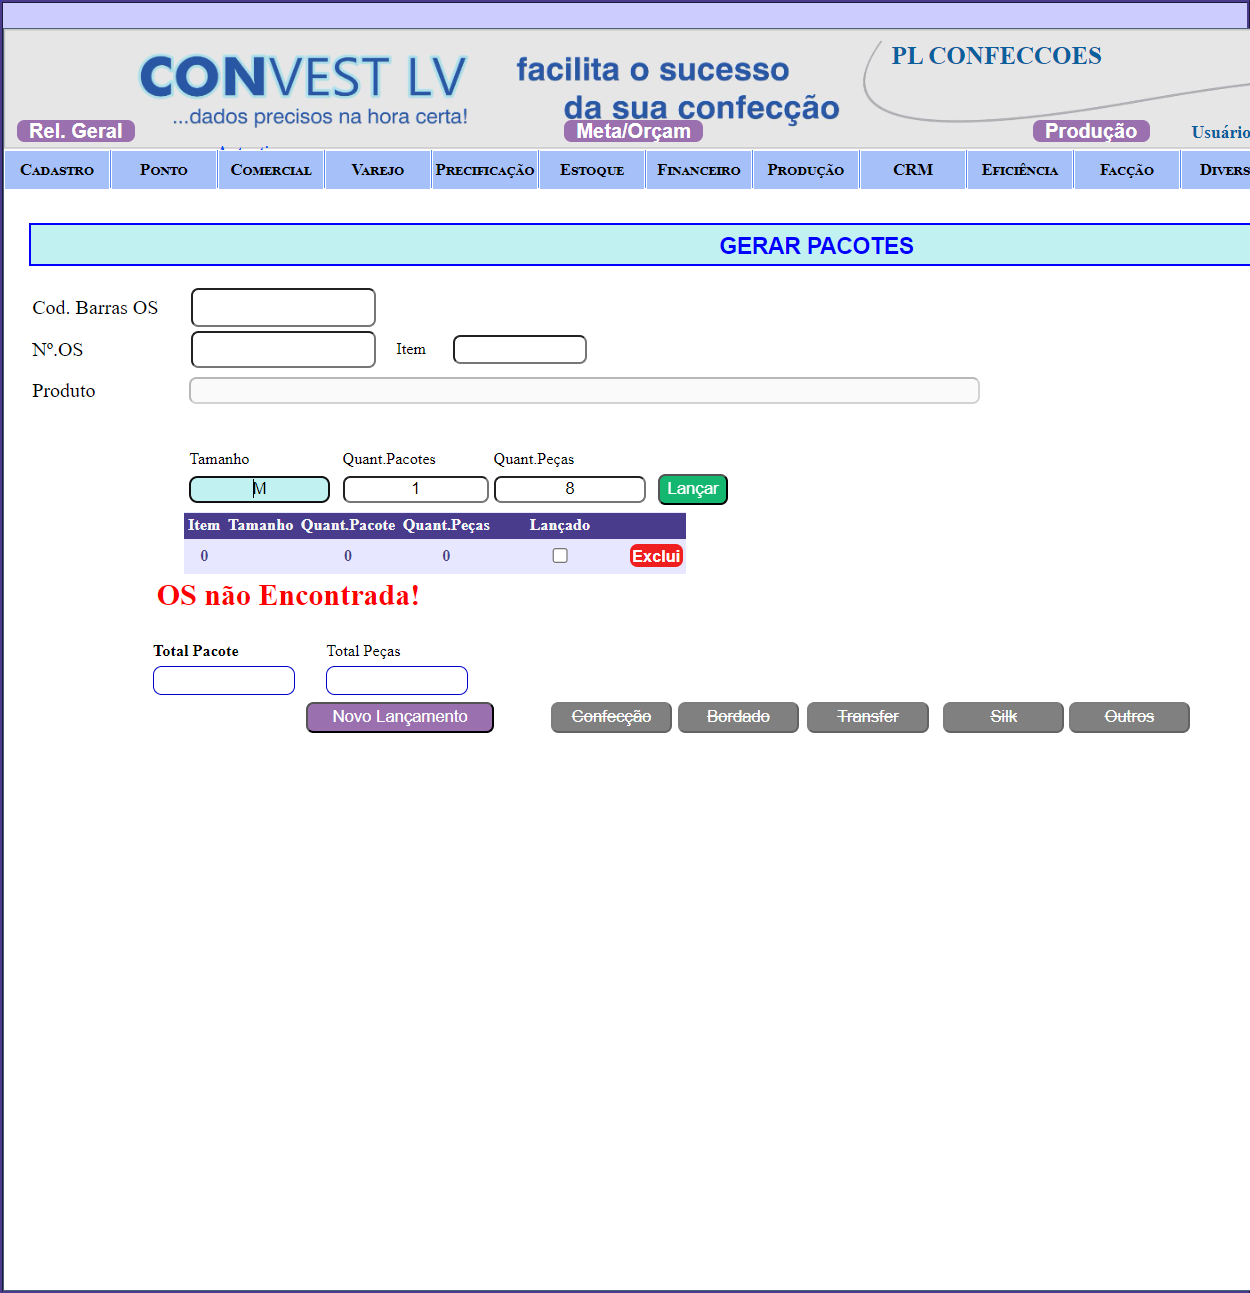 CONVEST LV
...dados precisos na hora certa!
facilita o sucesso
da sua confecção
PL CONFECCOES
Rel. Geral
Meta/Orçam
Produção
Usuário
CADASTRO PONTO COMERCIAL VAREJO PRECIFICAÇÃO ESTOQUE FINANCEIRO PRODUÇÃO CRM EFICIÊNCIA FACÇÃO DIVERS
GERAR PACOTES
Cod. Barras OS
Nº.OS Item
Produto
Tamanho Quant.Pacotes Quant.Peças
M 1 8 Lançar
Item Tamanho Quant.Pacote Quant.Peças Lançado
0 0 0 Exclui
OS não Encontrada!
Total Pacote Total Peças
Novo Lançamento Confecção Bordado Transfer Silk Outros